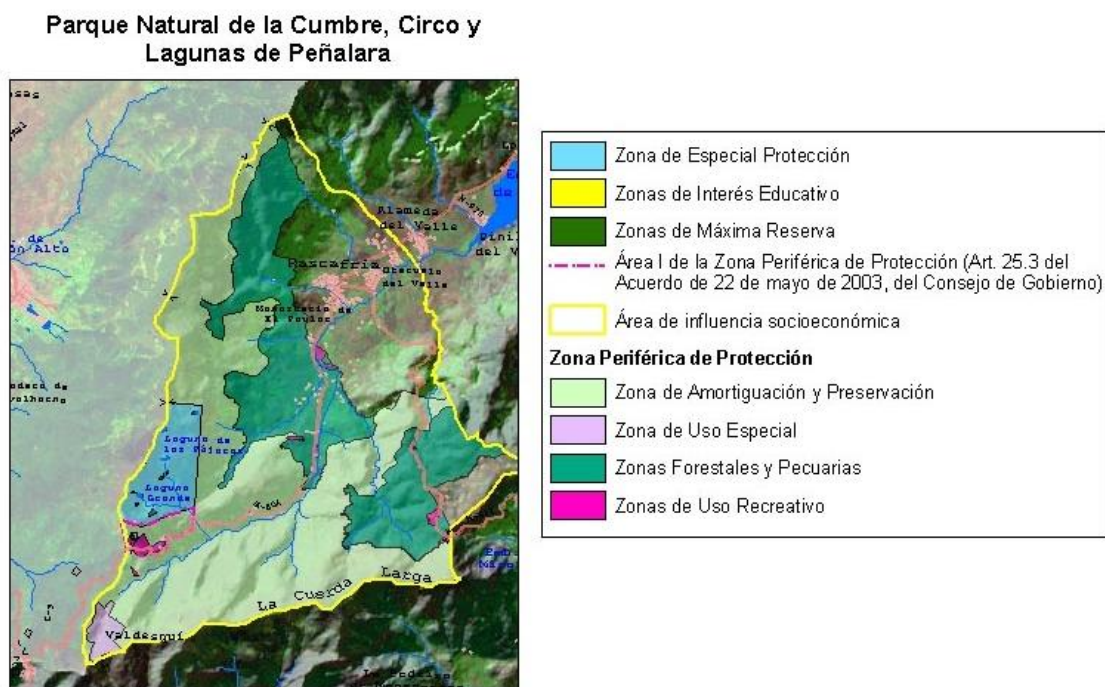 Parque Natural de la Cumbre, Circo y
Lagunas de Peñalara
Alameda
del Valle
Rascafría
Oteruelo
del Valle
Monasterio de
El Paular
Laguna de
los Pájaros
Laguna
Grande
La Cuerda Larga
Valdesquí
Zona de Especial Protección
Zonas de Interés Educativo
Zonas de Máxima Reserva
Área I de la Zona Periférica de Protección (Art. 25.3 del
Acuerdo de 22 de mayo de 2003, del Consejo de Gobierno)
Área de influencia socioeconómica
Zona Periférica de Protección
Zona de Amortiguación y Preservación
Zona de Uso Especial
Zonas Forestales y Pecuarias
Zonas de Uso Recreativo